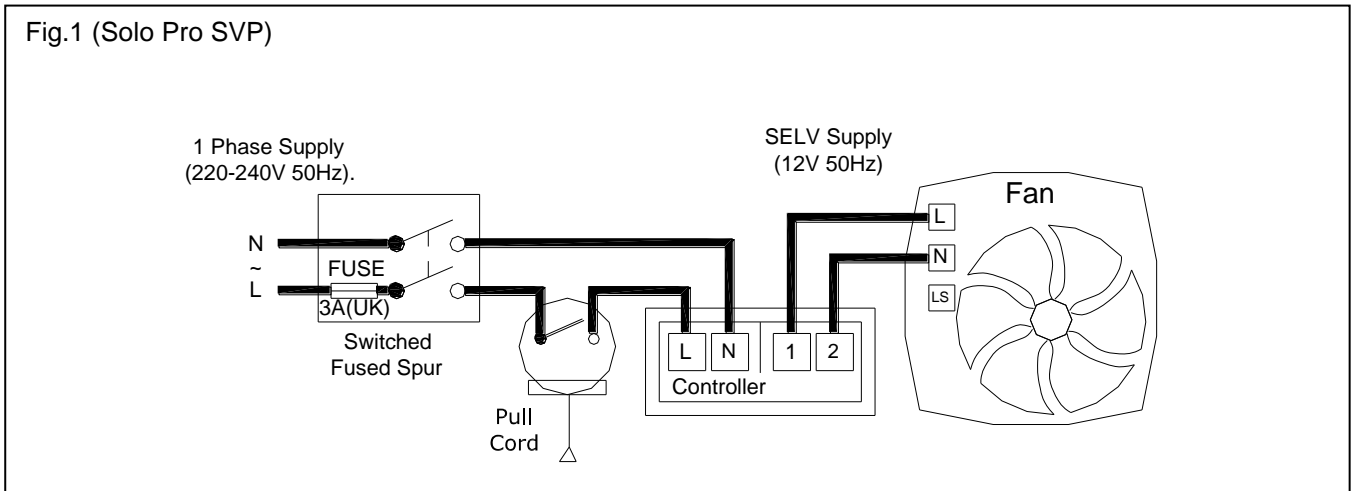 Fig.1 (Solo Pro SVP)
1 Phase Supply
(220-240V 50Hz).
SELV Supply
(12V 50Hz)
Fan
L
N
LS
N
~
L
FUSE
3A(UK)
Switched
Fused Spur
L N 1 2
Controller
Pull
Cord